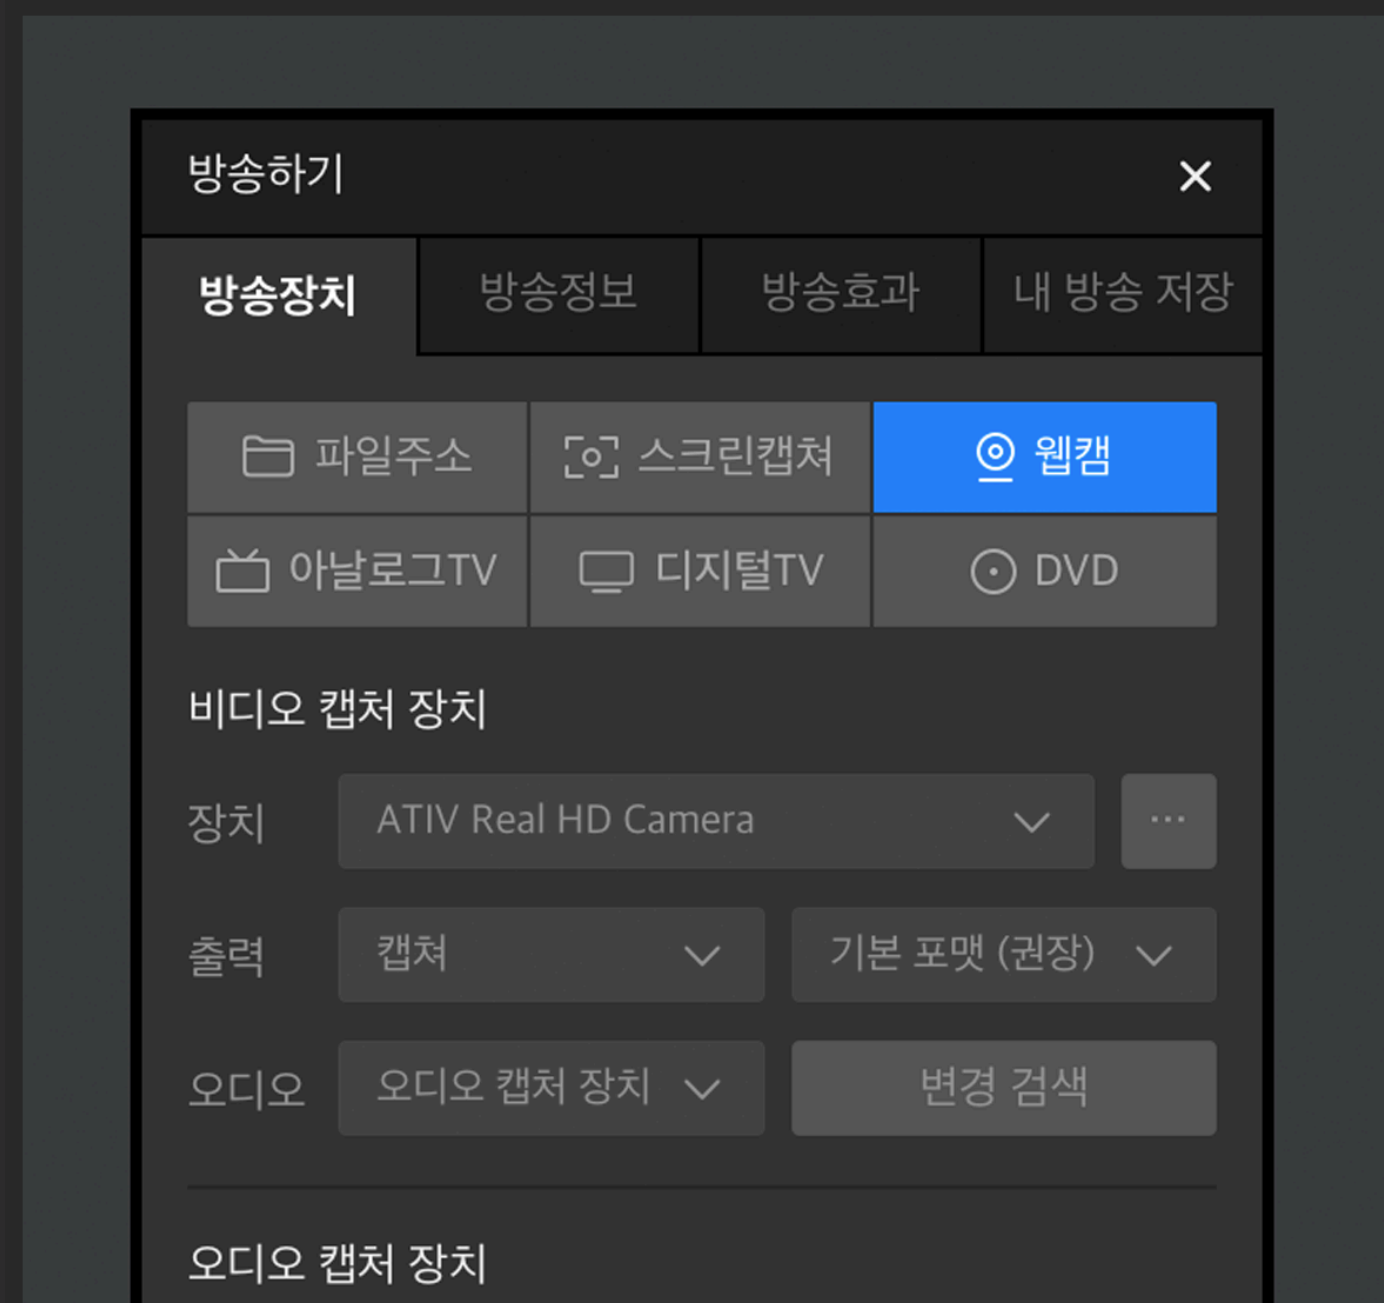 방송하기
방송장치 방송정보 방송효과 내 방송 저장
파일주소 스크린캡쳐 웹캠
아날로그TV 디지털TV DVD
비디오 캡처 장치
장치 ATIV Real HD Camera ...
출력 캡쳐 기본 포맷 (권장)
오디오 오디오 캡처 장치 변경 검색
오디오 캡처 장치